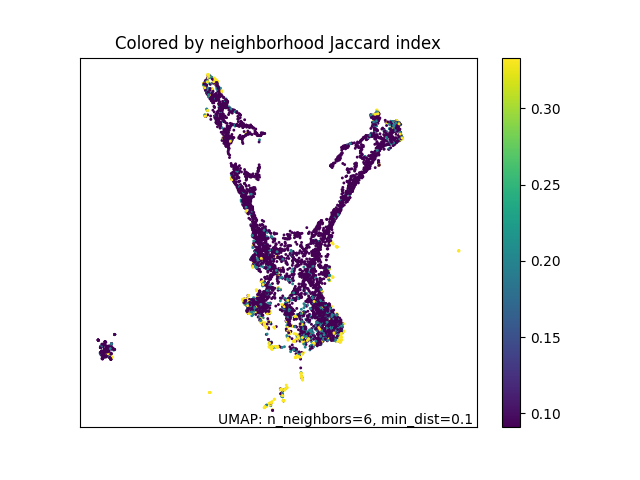 Colored by neighborhood Jaccard index
0.30
0.25
0.20
0.15
0.10
UMAP: n_neighbors=6, min_dist=0.1